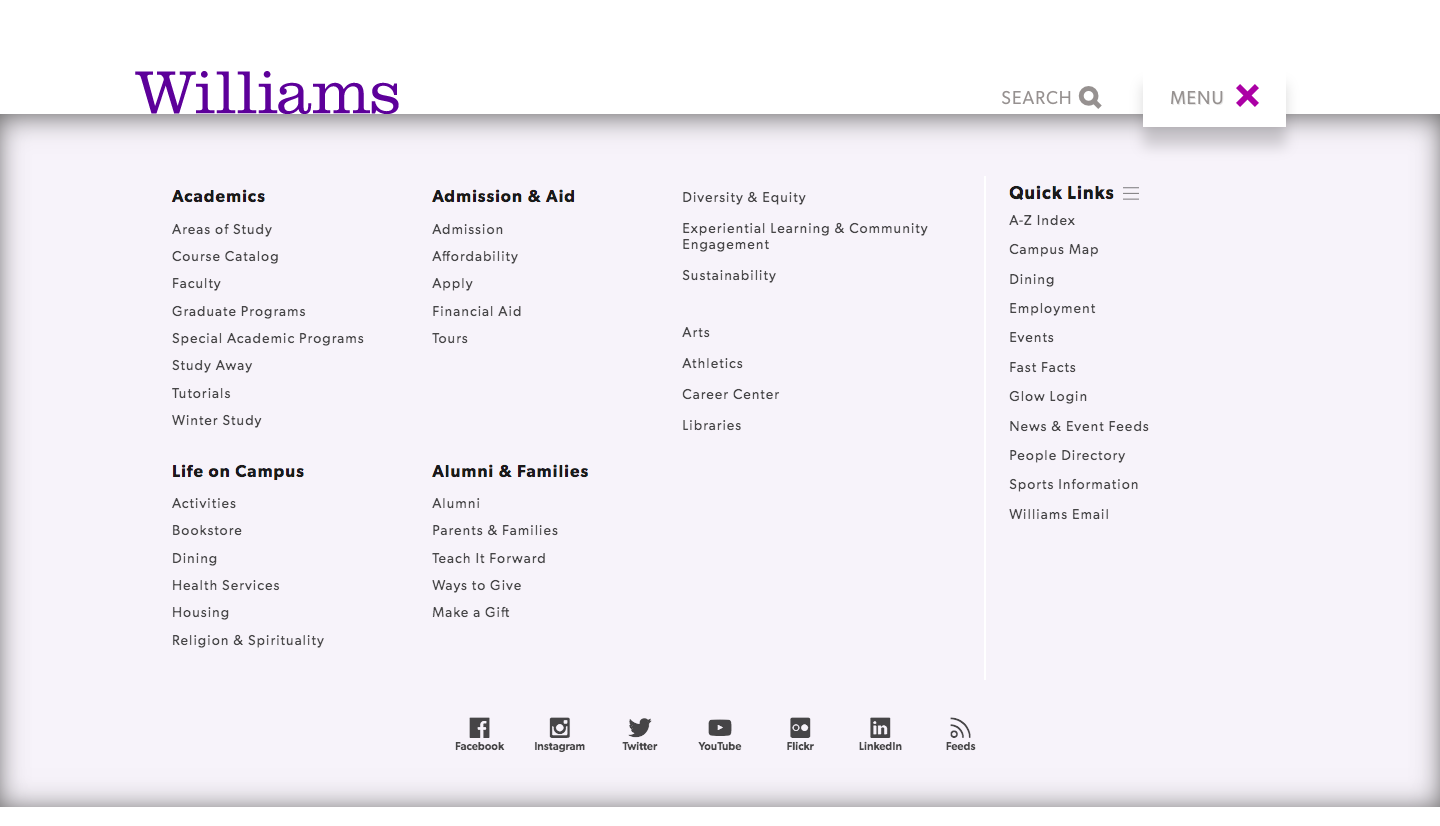 Williams
SEARCH
MENU
Academics
Areas of Study
Course Catalog
Faculty
Graduate Programs
Special Academic Programs
Study Away
Tutorials
Winter Study
Life on Campus
Activities
Bookstore
Dining
Health Services
Housing
Religion & Spirituality
Admission & Aid
Admission
Affordability
Apply
Financial Aid
Tours
Alumni & Families
Alumni
Parents & Families
Teach It Forward
Ways to Give
Make a Gift
Diversity & Equity
Experiential Learning & Community
Engagement
Sustainability
Arts
Athletics
Career Center
Libraries
Quick Links
A-Z Index
Campus Map
Dining
Employment
Events
Fast Facts
Glow Login
News & Event Feeds
People Directory
Sports Information
Williams Email
Facebook
Instagram
Twitter
YouTube
Flickr
LinkedIn
Feeds